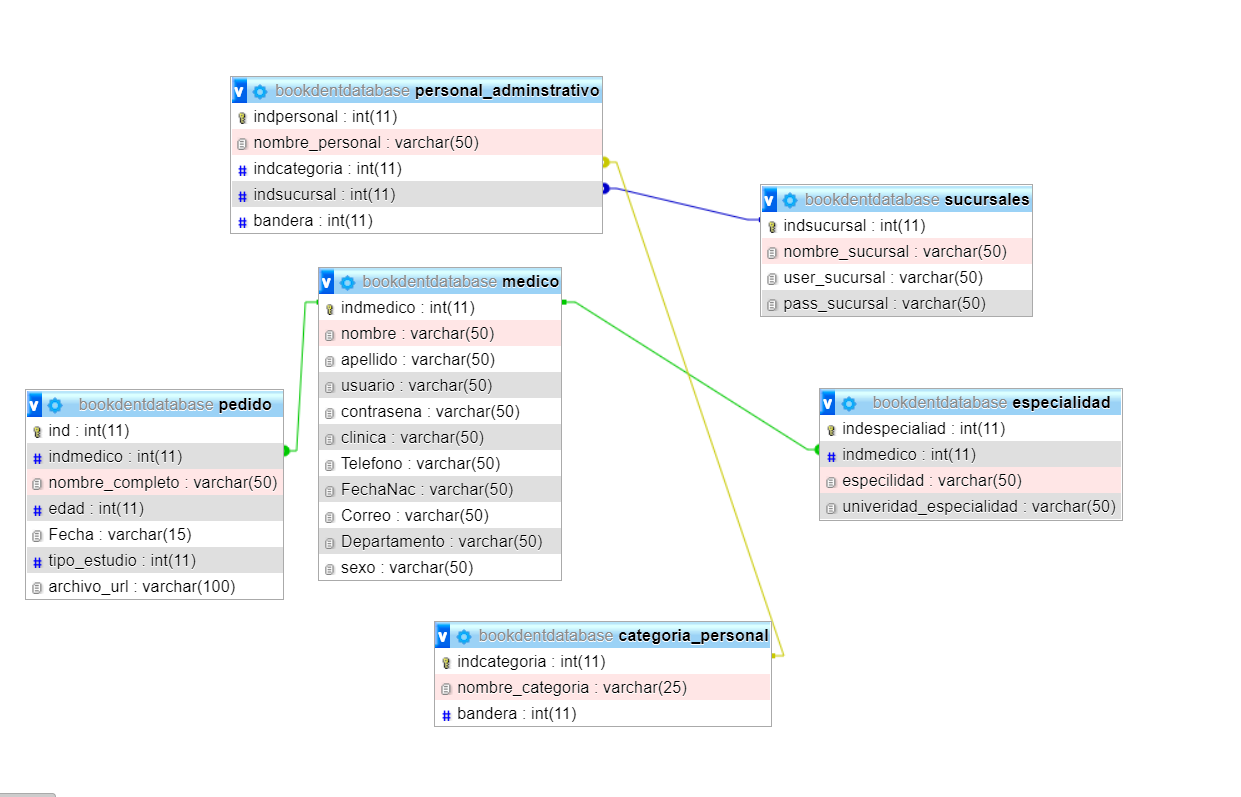 v bookdentdatabase personal_adminstrativo
indpersonal : int(11)
nombre_personal : varchar(50)
# indcategoria : int(11)
# indsucursal : int(11)
# bandera : int(11)
v bookdentdatabase sucursales
indsucursal : int(11)
nombre_sucursal : varchar(50)
user_sucursal : varchar(50)
pass_sucursal : varchar(50)
v bookdentdatabase medico
indmedico : int(11)
nombre : varchar(50)
apellido : varchar(50)
usuario : varchar(50)
contrasena : varchar(50)
clinica : varchar(50)
Telefono : varchar(50)
FechaNac : varchar(50)
Correo : varchar(50)
Departamento : varchar(50)
sexo : varchar(50)
v bookdentdatabase pedido
ind : int(11)
# indmedico : int(11)
nombre_completo : varchar(50)
# edad : int(11)
Fecha : varchar(15)
# tipo_estudio : int(11)
archivo_url : varchar(100)
v bookdentdatabase especialidad
indespecialiad : int(11)
# indmedico : int(11)
especilidad : varchar(50)
univeridad_especialidad : varchar(50)
v bookdentdatabase categoria_personal
indcategoria : int(11)
nombre_categoria : varchar(25)
# bandera : int(11)